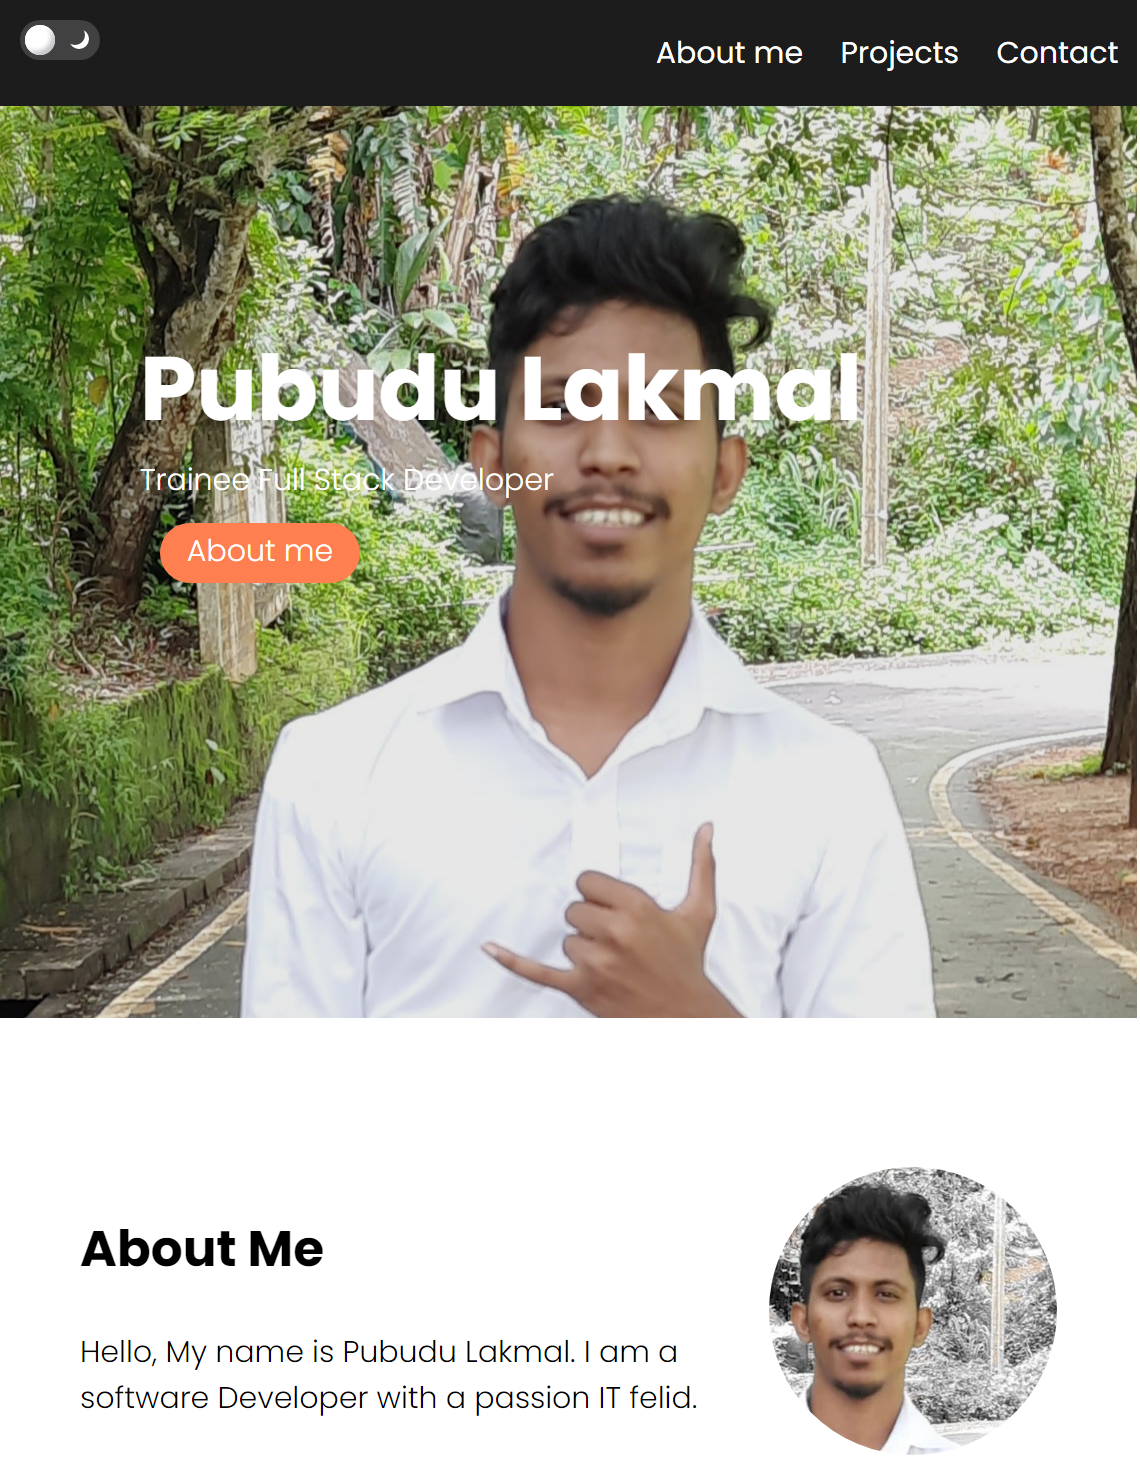 About me Projects Contact
Pubudu Lakmal
Trainee Full Stack Developer
About me
About Me
Hello, My name is Pubudu Lakmal. I am a
software Developer with a passion IT felid.